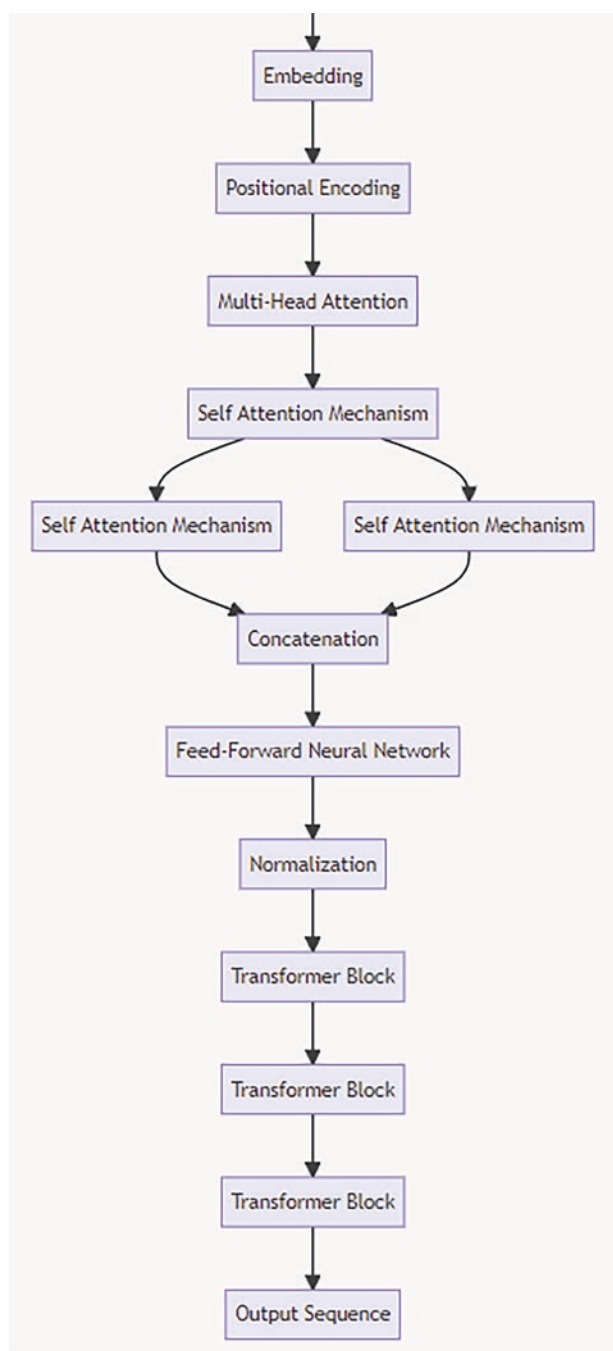 Embedding
Positional Encoding
Multi-Head Attention
Self Attention Mechanism
Self Attention Mechanism
Self Attention Mechanism
Concatenation
Feed-Forward Neural Network
Normalization
Transformer Block
Transformer Block
Transformer Block
Output Sequence